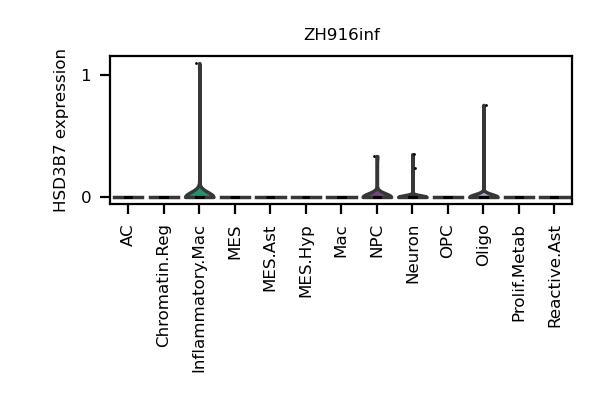 ZH916inf
HSD3B7 expression
1
0
AC
Chromatin.Reg
Inflammatory.Mac
MES
MES.Ast
MES.Hyp
Mac
NPC
Neuron
OPC
Oligo
Prolif.Metab
Reactive.Ast